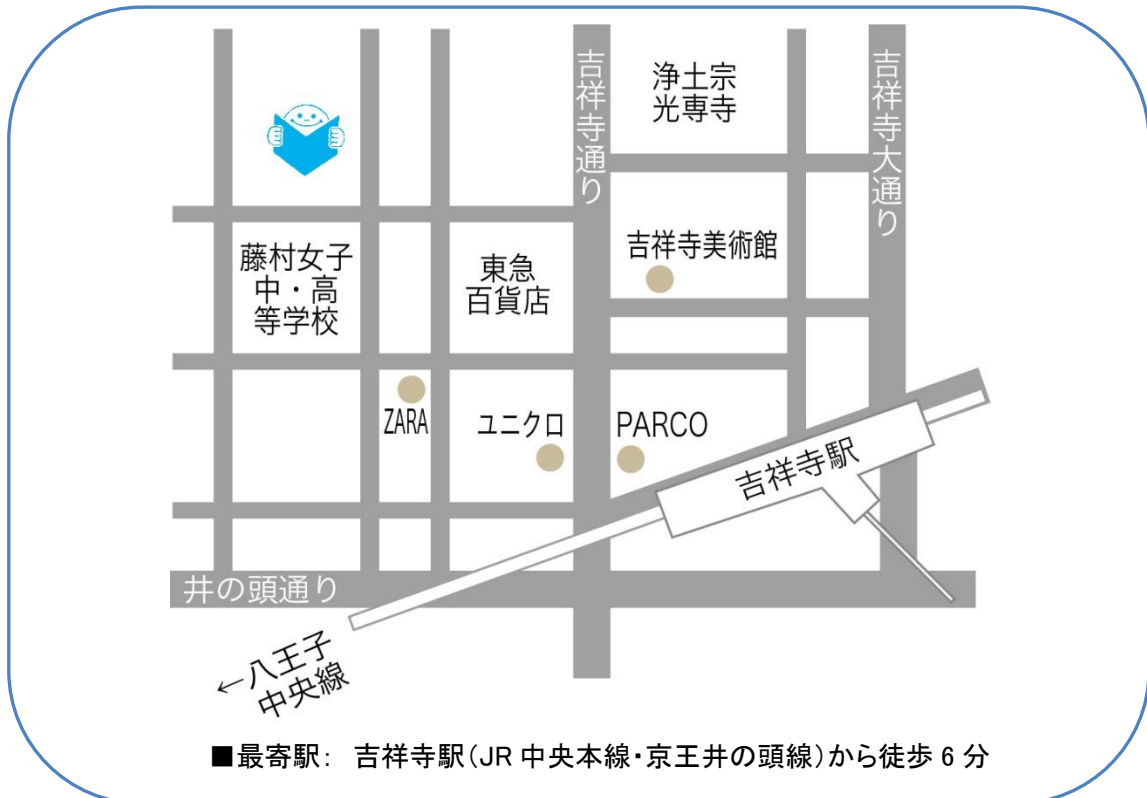 吉祥寺通り
浄土宗
光専寺
吉祥寺大通り
藤村女子
中・高
等学校
東急
百貨店
吉祥寺美術館
ZARA
ユニクロ
PARCO
吉祥寺駅
井の頭通り
←八王子
中央線
■最寄駅: 吉祥寺駅(JR 中央本線・京王井の頭線)から徒歩 6 分